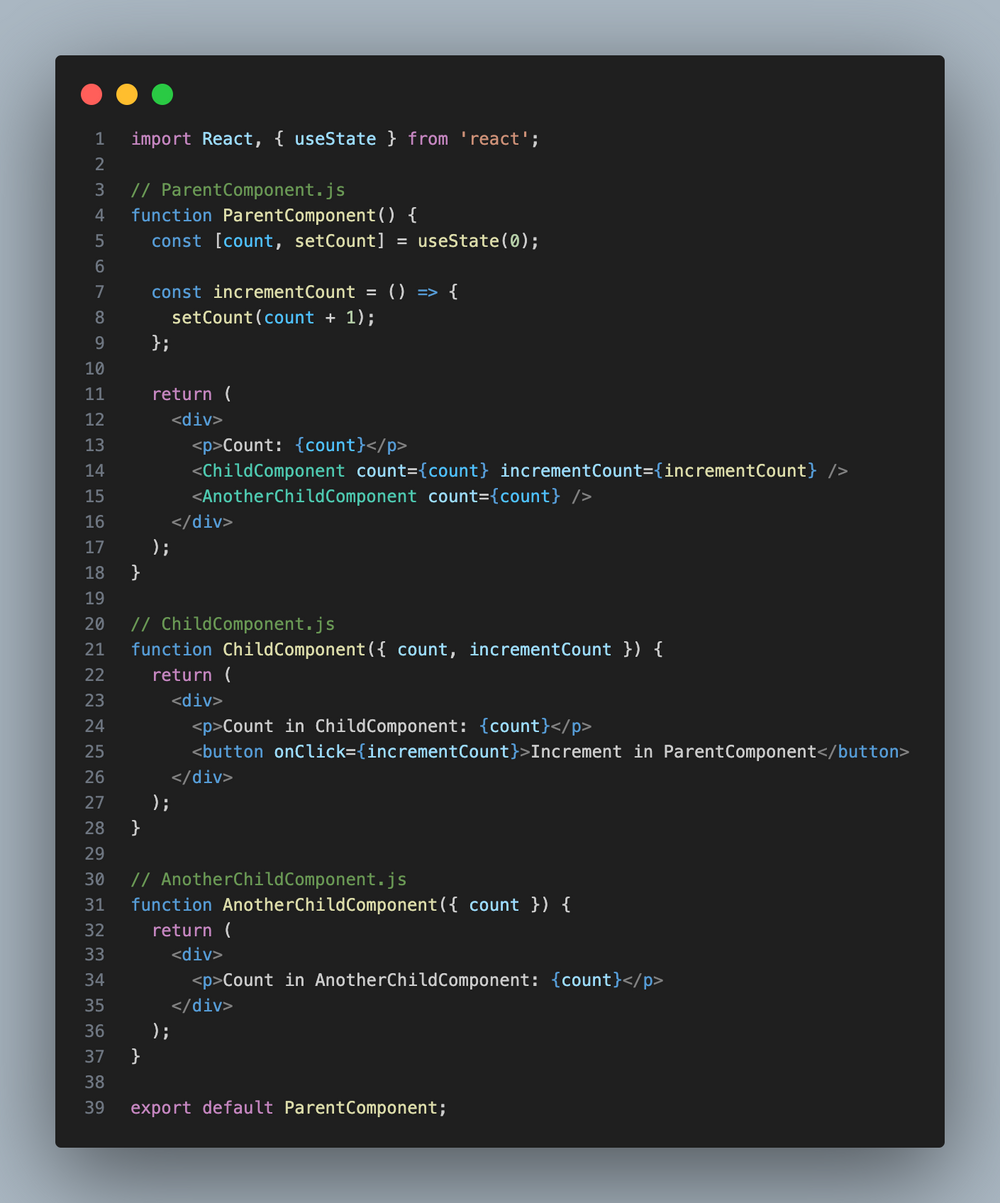 1 import React, { useState } from 'react';
2
3 // ParentComponent.js
4 function ParentComponent() {
5   const [count, setCount] = useState(0);
6
7   const incrementCount = () => {
8     setCount(count + 1);
9   };
10
11   return (
12     <div>
13       <p>Count: {count}</p>
14       <ChildComponent count={count} incrementCount={incrementCount} />
15       <AnotherChildComponent count={count} />
16     </div>
17   );
18 }
19
20 // ChildComponent.js
21 function ChildComponent({ count, incrementCount }) {
22   return (
23     <div>
24       <p>Count in ChildComponent: {count}</p>
25       <button onClick={incrementCount}>Increment in ParentComponent</button>
26     </div>
27   );
28 }
29
30 // AnotherChildComponent.js
31 function AnotherChildComponent({ count }) {
32   return (
33     <div>
34       <p>Count in AnotherChildComponent: {count}</p>
35     </div>
36   );
37 }
38
39 export default ParentComponent;